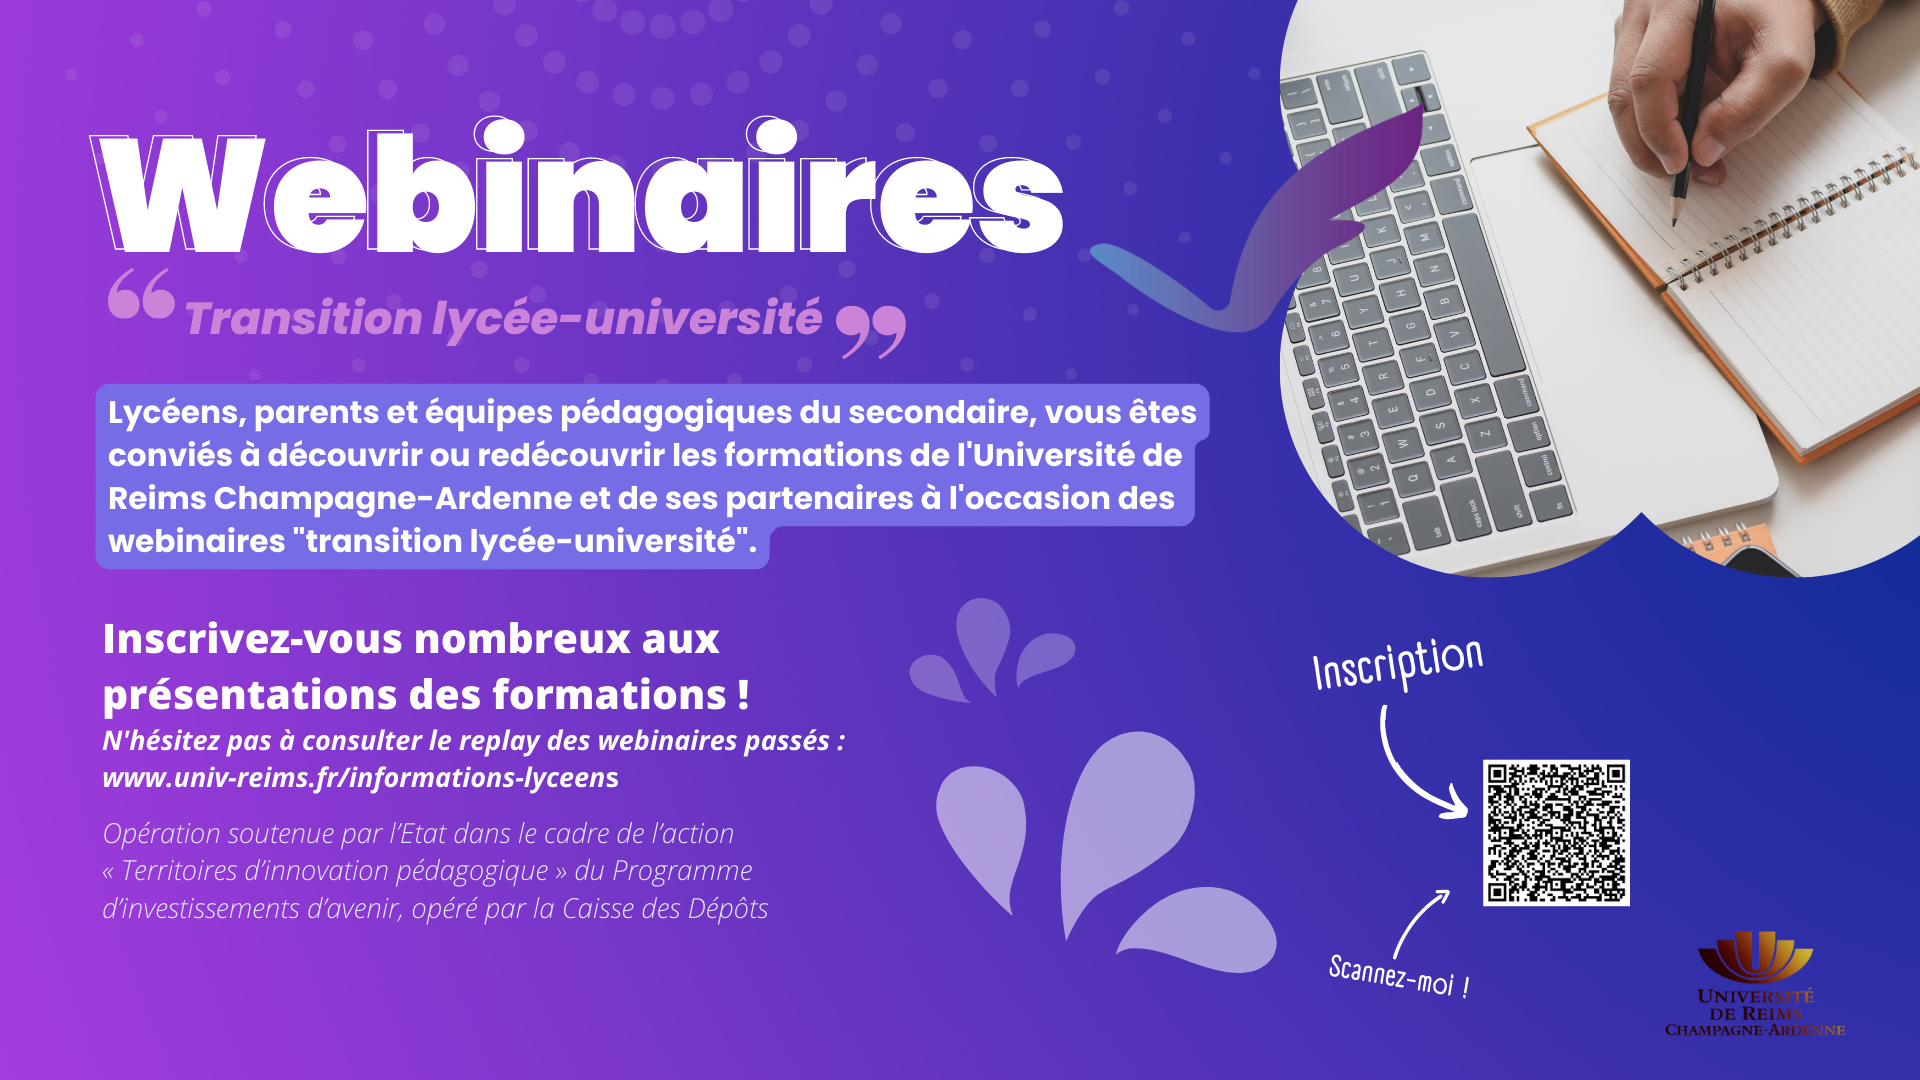 Webinaires
“ Transition lycée-université ”
Lycéens, parents et équipes pédagogiques du secondaire, vous êtes
conviés à découvrir ou redécouvrir les formations de l'Université de
Reims Champagne-Ardenne et de ses partenaires à l'occasion des
webinaires "transition lycée-université".
Inscrivez-vous nombreux aux
présentations des formations !
N'hésitez pas à consulter le replay des webinaires passés :
www.univ-reims.fr/informations-lyceens
Opération soutenue par l’Etat dans le cadre de l’action
« Territoires d’innovation pédagogique » du Programme
d’investissements d’avenir, opéré par la Caisse des Dépôts
Inscription
Scannez-moi !
UNIVERSITÉ
DE REIMS
CHAMPAGNE-ARDENNE